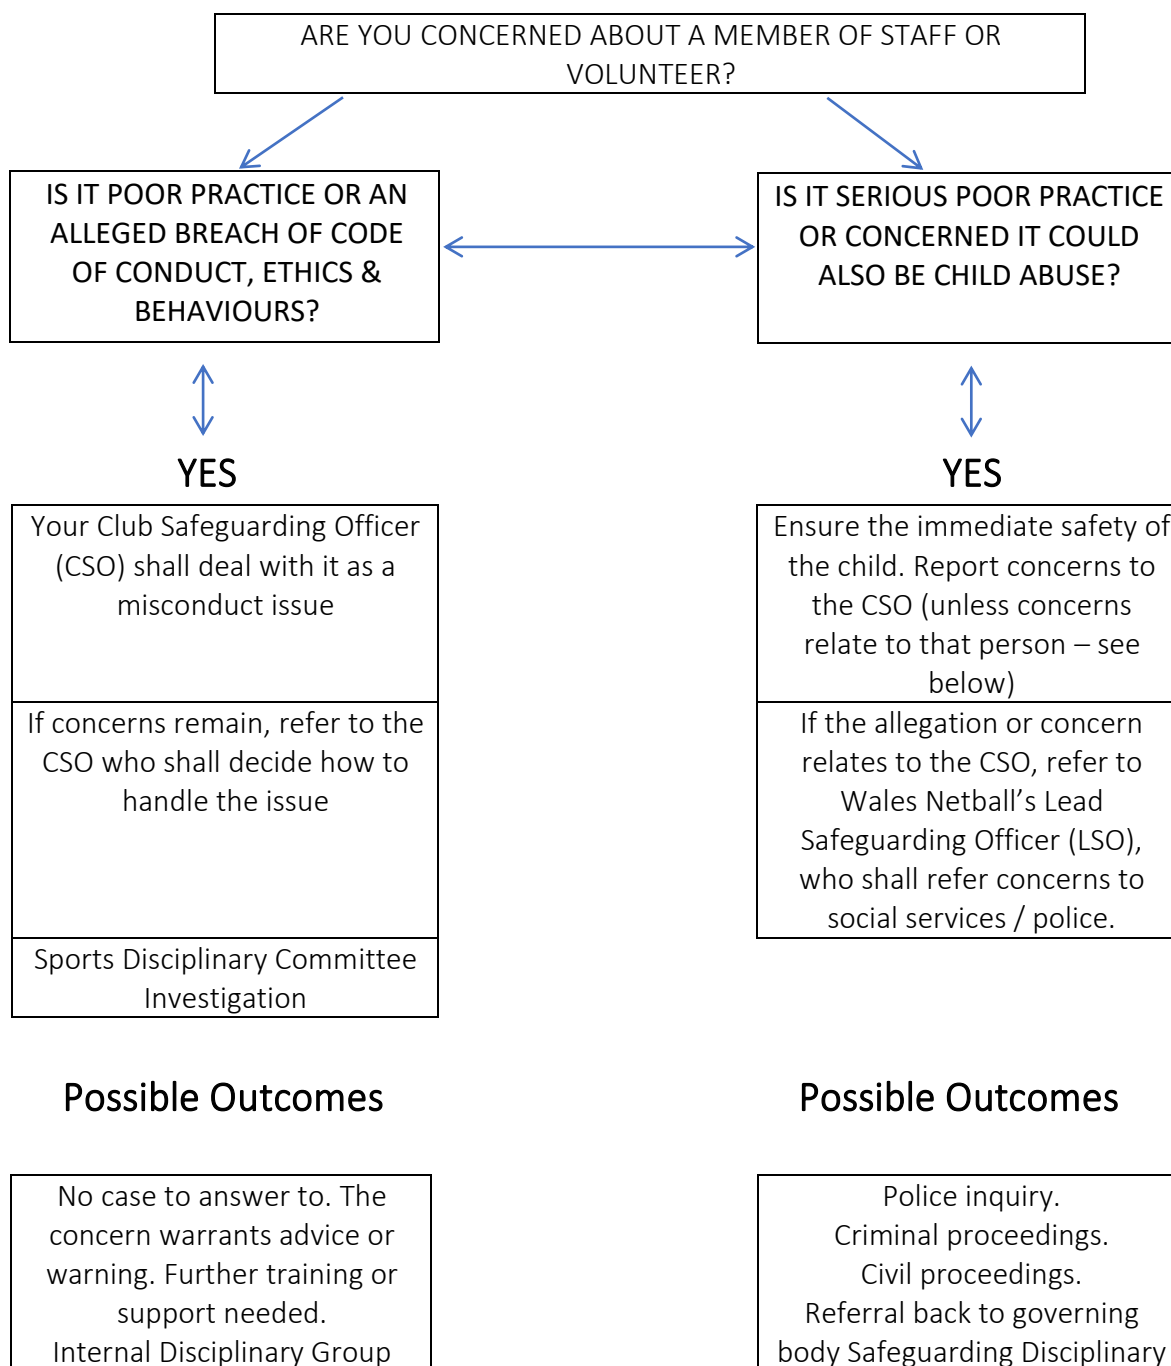 ARE YOU CONCERNED ABOUT A MEMBER OF STAFF OR
VOLUNTEER?
IS IT POOR PRACTICE OR AN
ALLEGED BREACH OF CODE
OF CONDUCT, ETHICS &
BEHAVIOURS?
IS IT SERIOUS POOR PRACTICE
OR CONCERNED IT COULD
ALSO BE CHILD ABUSE?
YES
Your Club Safeguarding Officer
(CSO) shall deal with it as a
misconduct issue
If concerns remain, refer to the
CSO who shall decide how to
handle the issue
Sports Disciplinary Committee
Investigation
YES
Ensure the immediate safety of
the child. Report concerns to
the CSO (unless concerns
relate to that person – see
below)
If the allegation or concern
relates to the CSO, refer to
Wales Netball’s Lead
Safeguarding Officer (LSO),
who shall refer concerns to
social services / police.
Possible Outcomes
No case to answer to. The
concern warrants advice or
warning. Further training or
support needed.
Internal Disciplinary Group
Possible Outcomes
Police inquiry.
Criminal proceedings.
Civil proceedings.
Referral back to governing
body Safeguarding Disciplinary